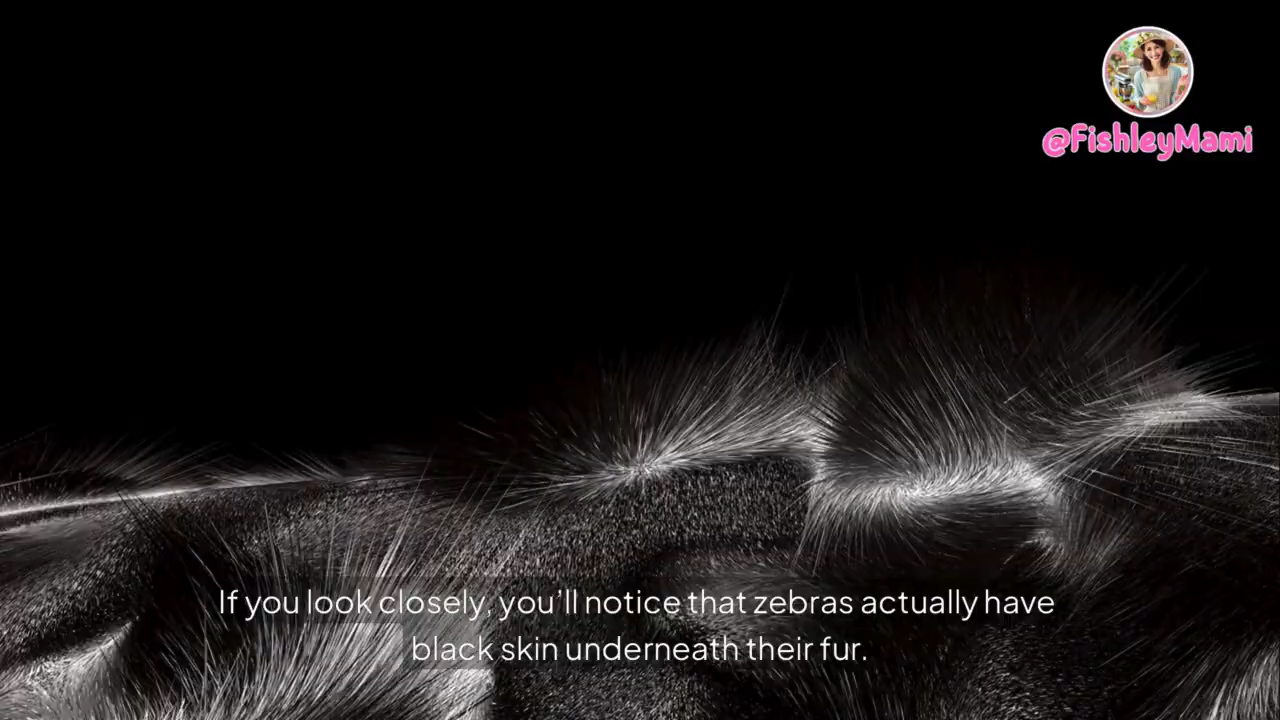 @FishleyMami
If you look closely, you'll notice that zebras actually have
black skin underneath their fur.